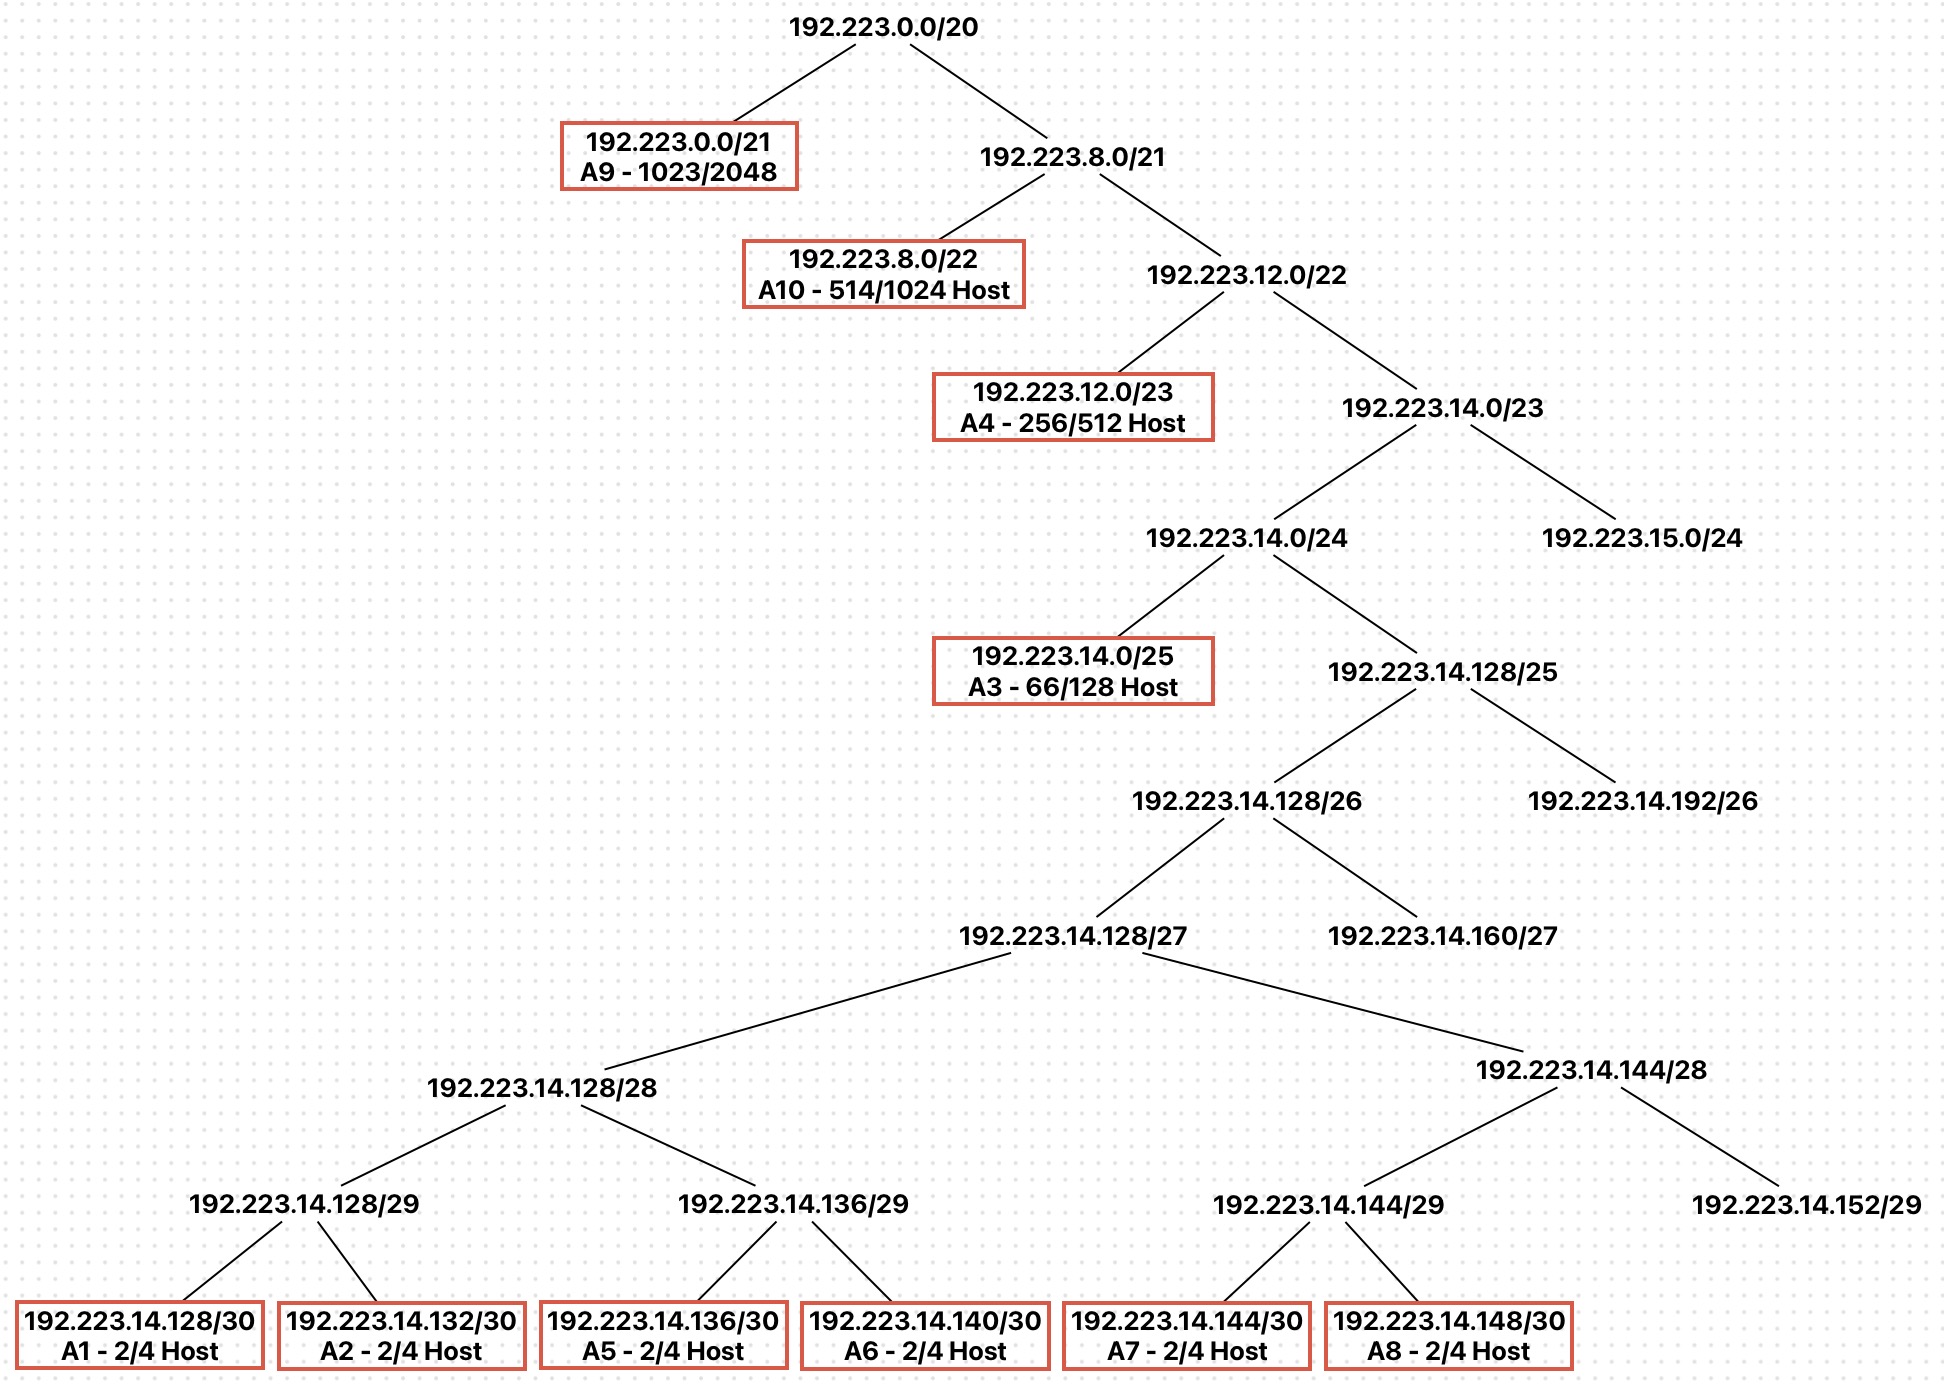 192.223.0.0/20
192.223.0.0/21
A9 - 1023/2048
192.223.8.0/21
192.223.8.0/22
A10 - 514/1024 Host
192.223.12.0/22
192.223.12.0/23
A4 - 256/512 Host
192.223.14.0/23
192.223.14.0/24
192.223.15.0/24
192.223.14.0/25
A3 - 66/128 Host
192.223.14.128/25
192.223.14.128/26
192.223.14.192/26
192.223.14.128/27
192.223.14.160/27
192.223.14.128/28
192.223.14.144/28
192.223.14.128/29
192.223.14.136/29
192.223.14.144/29
192.223.14.152/29
192.223.14.128/30
A1 - 2/4 Host
192.223.14.132/30
A2 - 2/4 Host
192.223.14.136/30
A5 - 2/4 Host
192.223.14.140/30
A6 - 2/4 Host
192.223.14.144/30
A7 - 2/4 Host
192.223.14.148/30
A8 - 2/4 Host